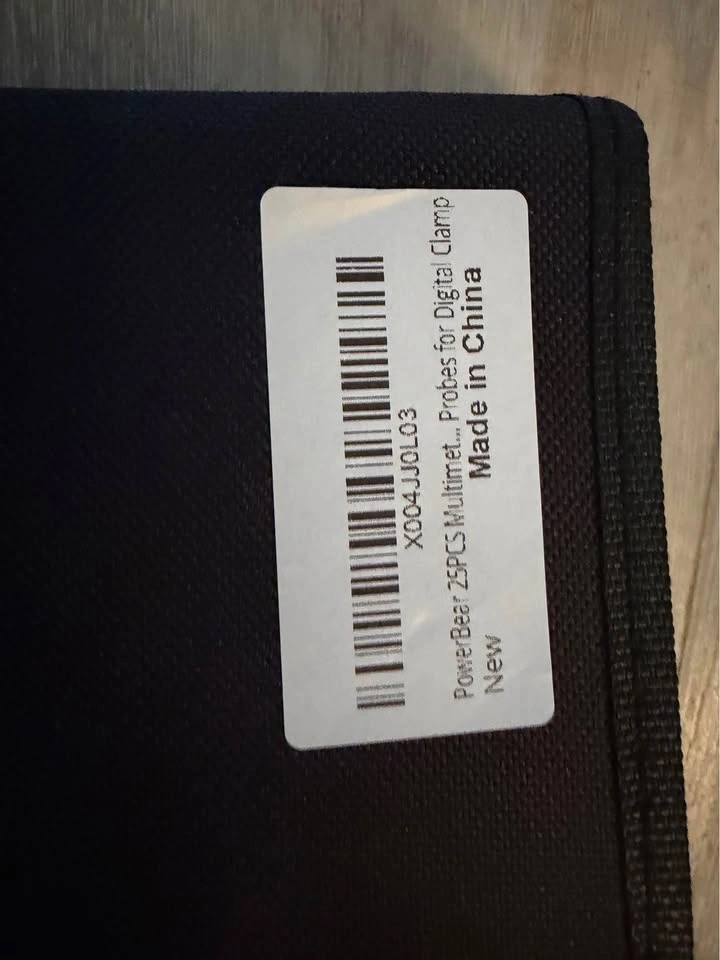 X004JJ0L03
PowerBear 25PCS Multimet... Probes for Digital Clamp
New
Made in China